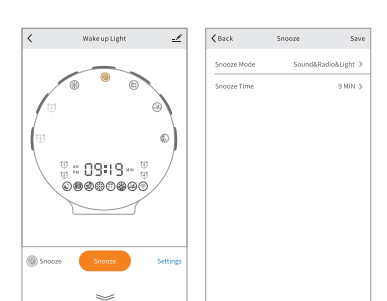 Wake up Light
AM
PM
09:19 MIN
Snooze
Snooze
Settings
Back
Snooze
Save
Snooze Mode
Sound&Radio&Light
Snooze Time
9 MIN